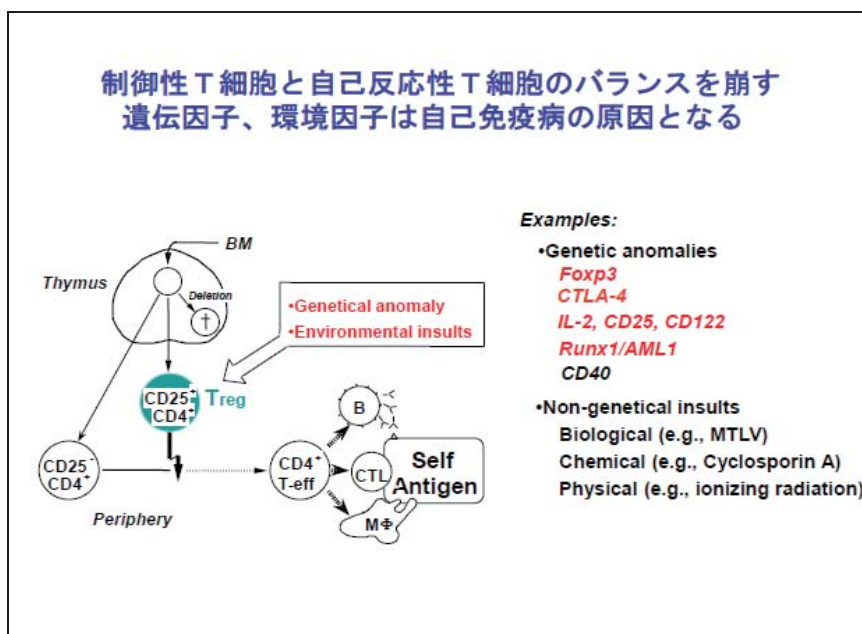 制御性Ｔ細胞と自己反応性Ｔ細胞のバランスを崩す
遺伝因子、環境因子は自己免疫病の原因となる
BM
Thymus
Deletion
†
•Genetical anomaly
•Environmental insults
CD25+
CD4+
Treg
CD25-
CD4+
Periphery
CD4+
T-eff
B
CTL
MΦ
Self
Antigen
Examples:
•Genetic anomalies
Foxp3
CTLA-4
IL-2, CD25, CD122
Runx1/AML1
CD40
•Non-genetical insults
Biological (e.g., MTLV)
Chemical (e.g., Cyclosporin A)
Physical (e.g., ionizing radiation)